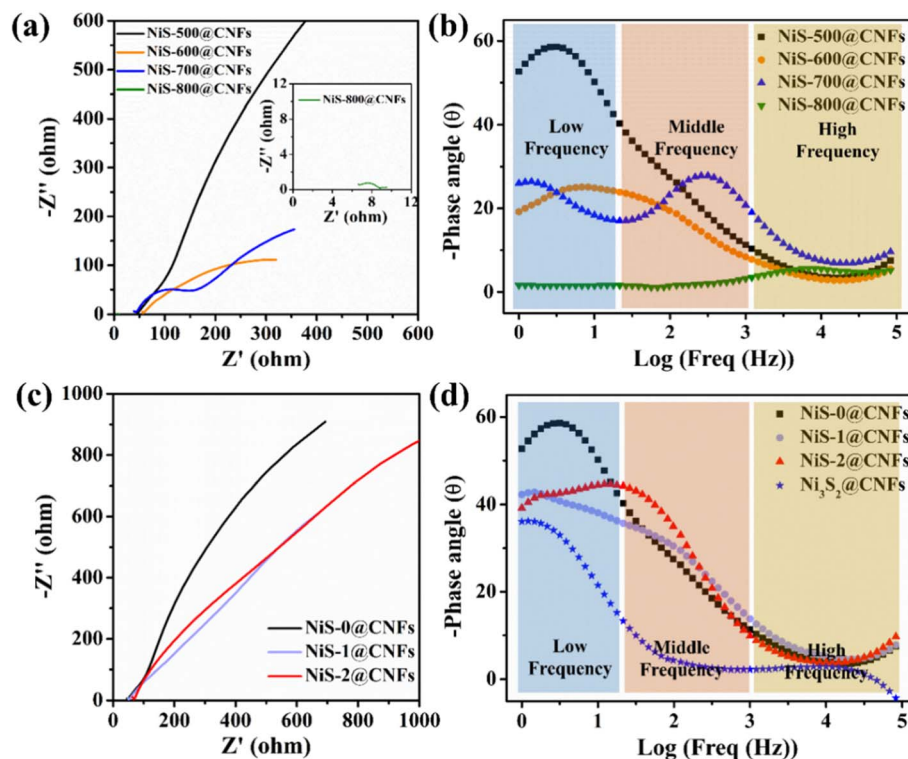 (a)
NiS-500@CNFs
NiS-600@CNFs
NiS-700@CNFs
NiS-800@CNFs
600
500
400
300
200
100
0
-Z'' (ohm)
0 100 200 300 400 500 600
Z' (ohm)
12
8
4
0
-Z'' (ohm)
NiS-800@CNFs
0 4 8 12
Z' (ohm)
(b)
NiS-500@CNFs
NiS-600@CNFs
NiS-700@CNFs
NiS-800@CNFs
60
40
20
0
-Phase angle (θ)
Low
Frequency
Middle
Frequency
High
Frequency
0 1 2 3 4 5
Log (Freq (Hz))
(c)
1000
800
600
400
200
0
-Z'' (ohm)
NiS-0@CNFs
NiS-1@CNFs
NiS-2@CNFs
0 200 400 600 800 1000
Z' (ohm)
(d)
NiS-0@CNFs
NiS-1@CNFs
NiS-2@CNFs
Ni₃S₂@CNFs
60
40
20
0
-Phase angle (θ)
Low
Frequency
Middle
Frequency
High
Frequency
0 1 2 3 4 5
Log (Freq (Hz))